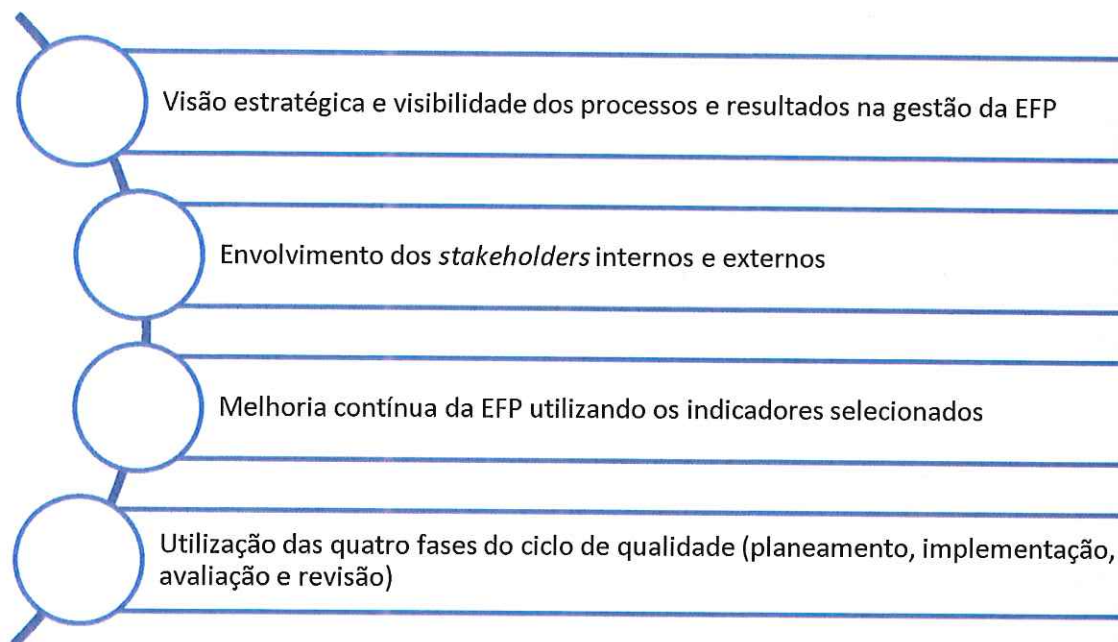 Visão estratégica e visibilidade dos processos e resultados na gestão da EFP
Envolvimento dos stakeholders internos e externos
Melhoria contínua da EFP utilizando os indicadores selecionados
Utilização das quatro fases do ciclo de qualidade (planeamento, implementação,
avaliação e revisão)